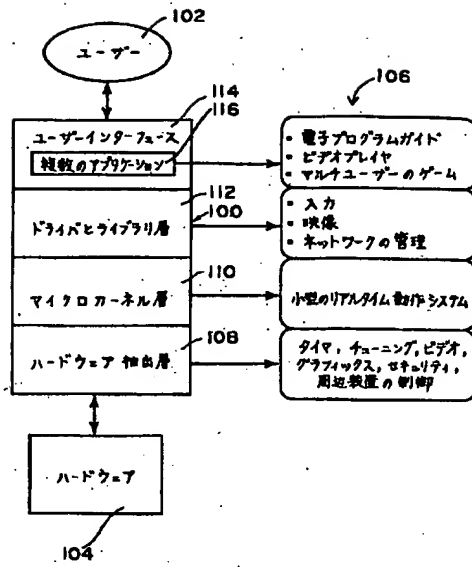 102
ユーザー
114
116
106
ユーザーインターフェース
複数のアプリケーション
・電子プログラムガイド
・ビデオプレイヤ
・マルチユーザーのゲーム
112
100
ドライバとライブラリ層
・入力
・映像
・ネットワークの管理
110
マイクロカーネル層
小型のリアルタイム動作システム
108
ハードウェア抽出層
タイマ,チューニング,ビデオ,
グラフィックス,セキュリティ,
周辺装置の制御
ハードウェア
104